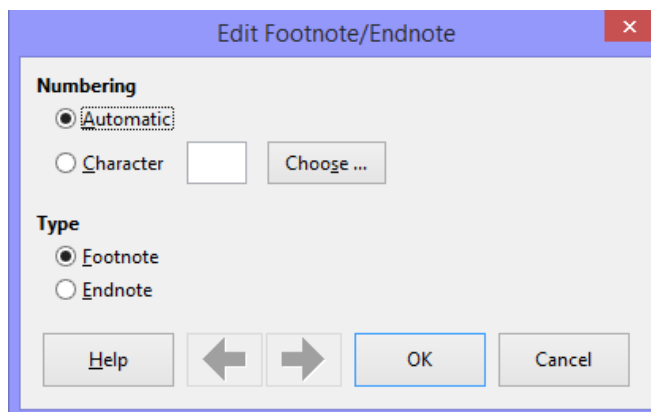 Edit Footnote/Endnote
Numbering
Automatic
Character Choose ...
Type
Footnote
Endnote
Help OK Cancel